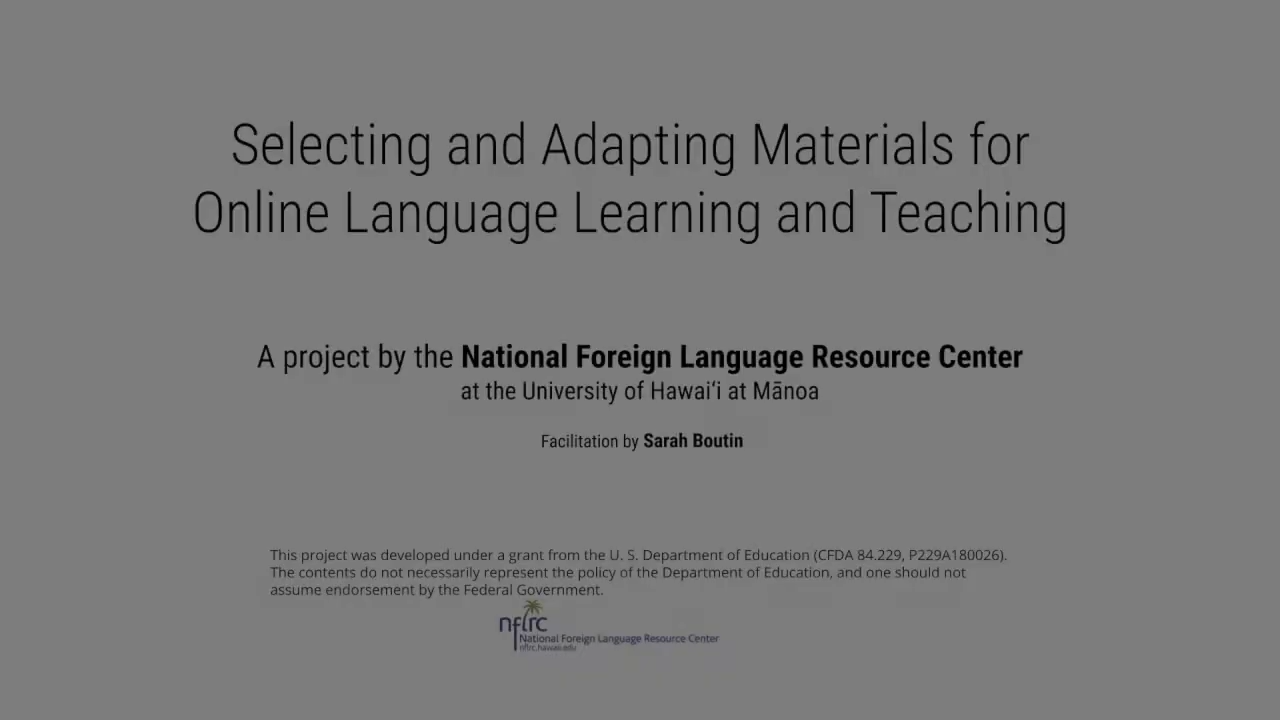 Selecting and Adapting Materials for
Online Language Learning and Teaching
A project by the National Foreign Language Resource Center
at the University of Hawaiʻi at Mānoa
Facilitation by Sarah Boutin
This project was developed under a grant from the U. S. Department of Education (CFDA 84.229, P229A180026).
The contents do not necessarily represent the policy of the Department of Education, and one should not
assume endorsement by the Federal Government.
nflrc
National Foreign Language Resource Center
nflrc.hawaii.edu